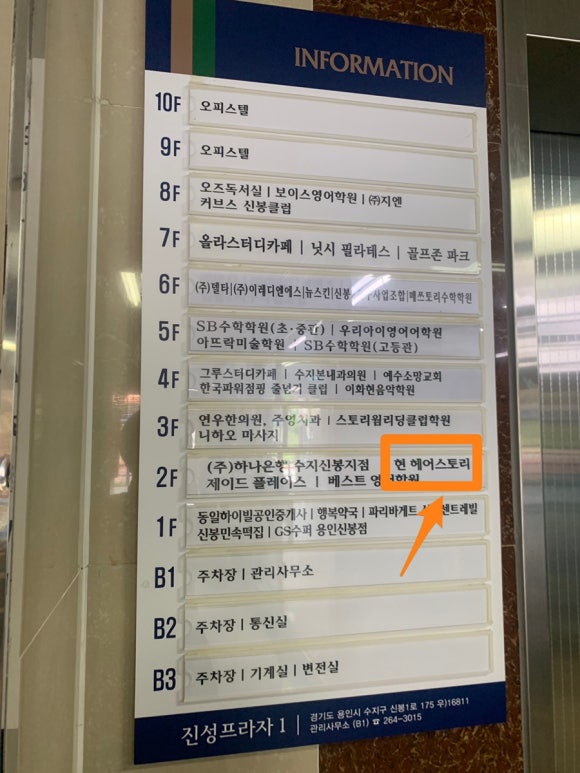 INFORMATION
10F 오피스텔
9F 오피스텔
8F 오즈독서실 | 보이스영어학원 | ㈜지엔
커브스 신봉클럽
7F 올라스터디카페 | 닛시 필라테스 | 골프존 파크
6F (주)델타|(주)이레디엔에스|뉴스킨|신봉 사업조합|페쓰토리수학학원
5F SB수학학원(초·중관) | 우리아이영어어학원
아뜨락미술학원 | SB수학학원(고등관)
4F 그루스터디카페 | 수지본내과의원 | 예수소망교회
한국파워점핑 줄넘기 클럽 | 이화현음악학원
3F 연우한의원, 주영치과 | 스토리윌리딩클럽학원
니하오 마사지
2F (주)하나은행 수지신봉지점 현 헤어스토리
제이드 플레이스 | 베스트 영어학원
1F 동일하이빌공인중개사 | 행복약국 | 파리바게트 센트레빌
신봉민속떡집 | GS수퍼 용인신봉점
B1 주차장 | 관리사무소
B2 주차장 | 통신실
B3 주차장 | 기계실 | 변전실
진성프라자 1 | 경기도 용인시 수지구 신봉1로 175 우)16811
관리사무소 (B1) ☎ 264-3015